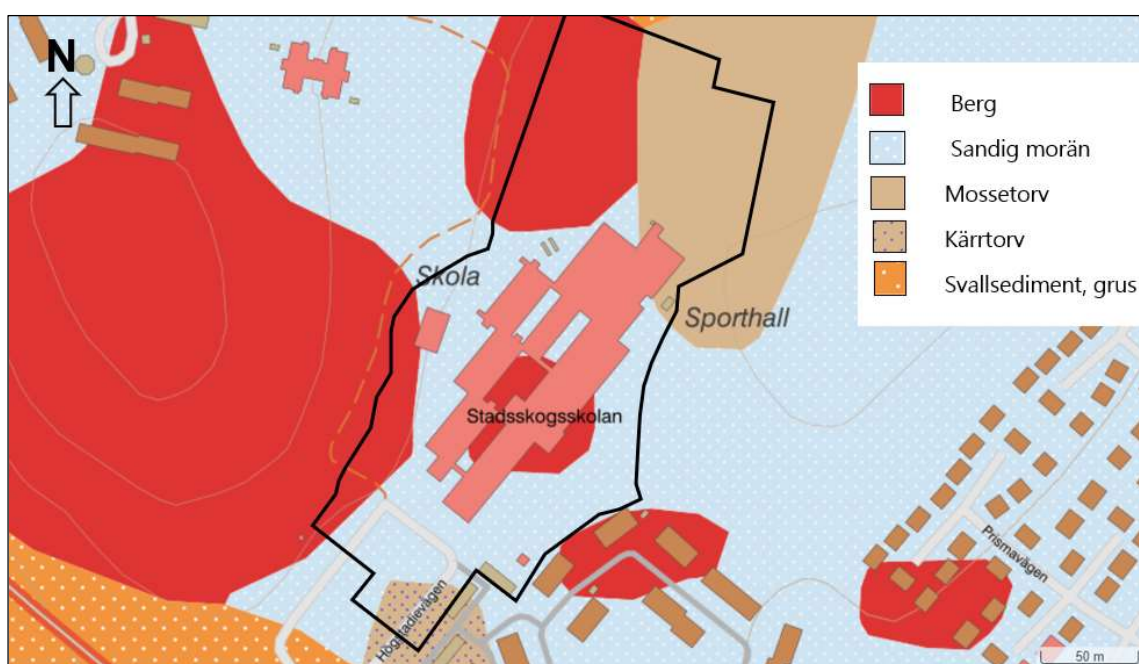 N
Berg
Sandig morän
Mossetorv
Kärrtorv
Svallsediment, grus
Skola
Sporthall
Stadsskogsskolan
Prismavägen
Högstadievägen
50 m